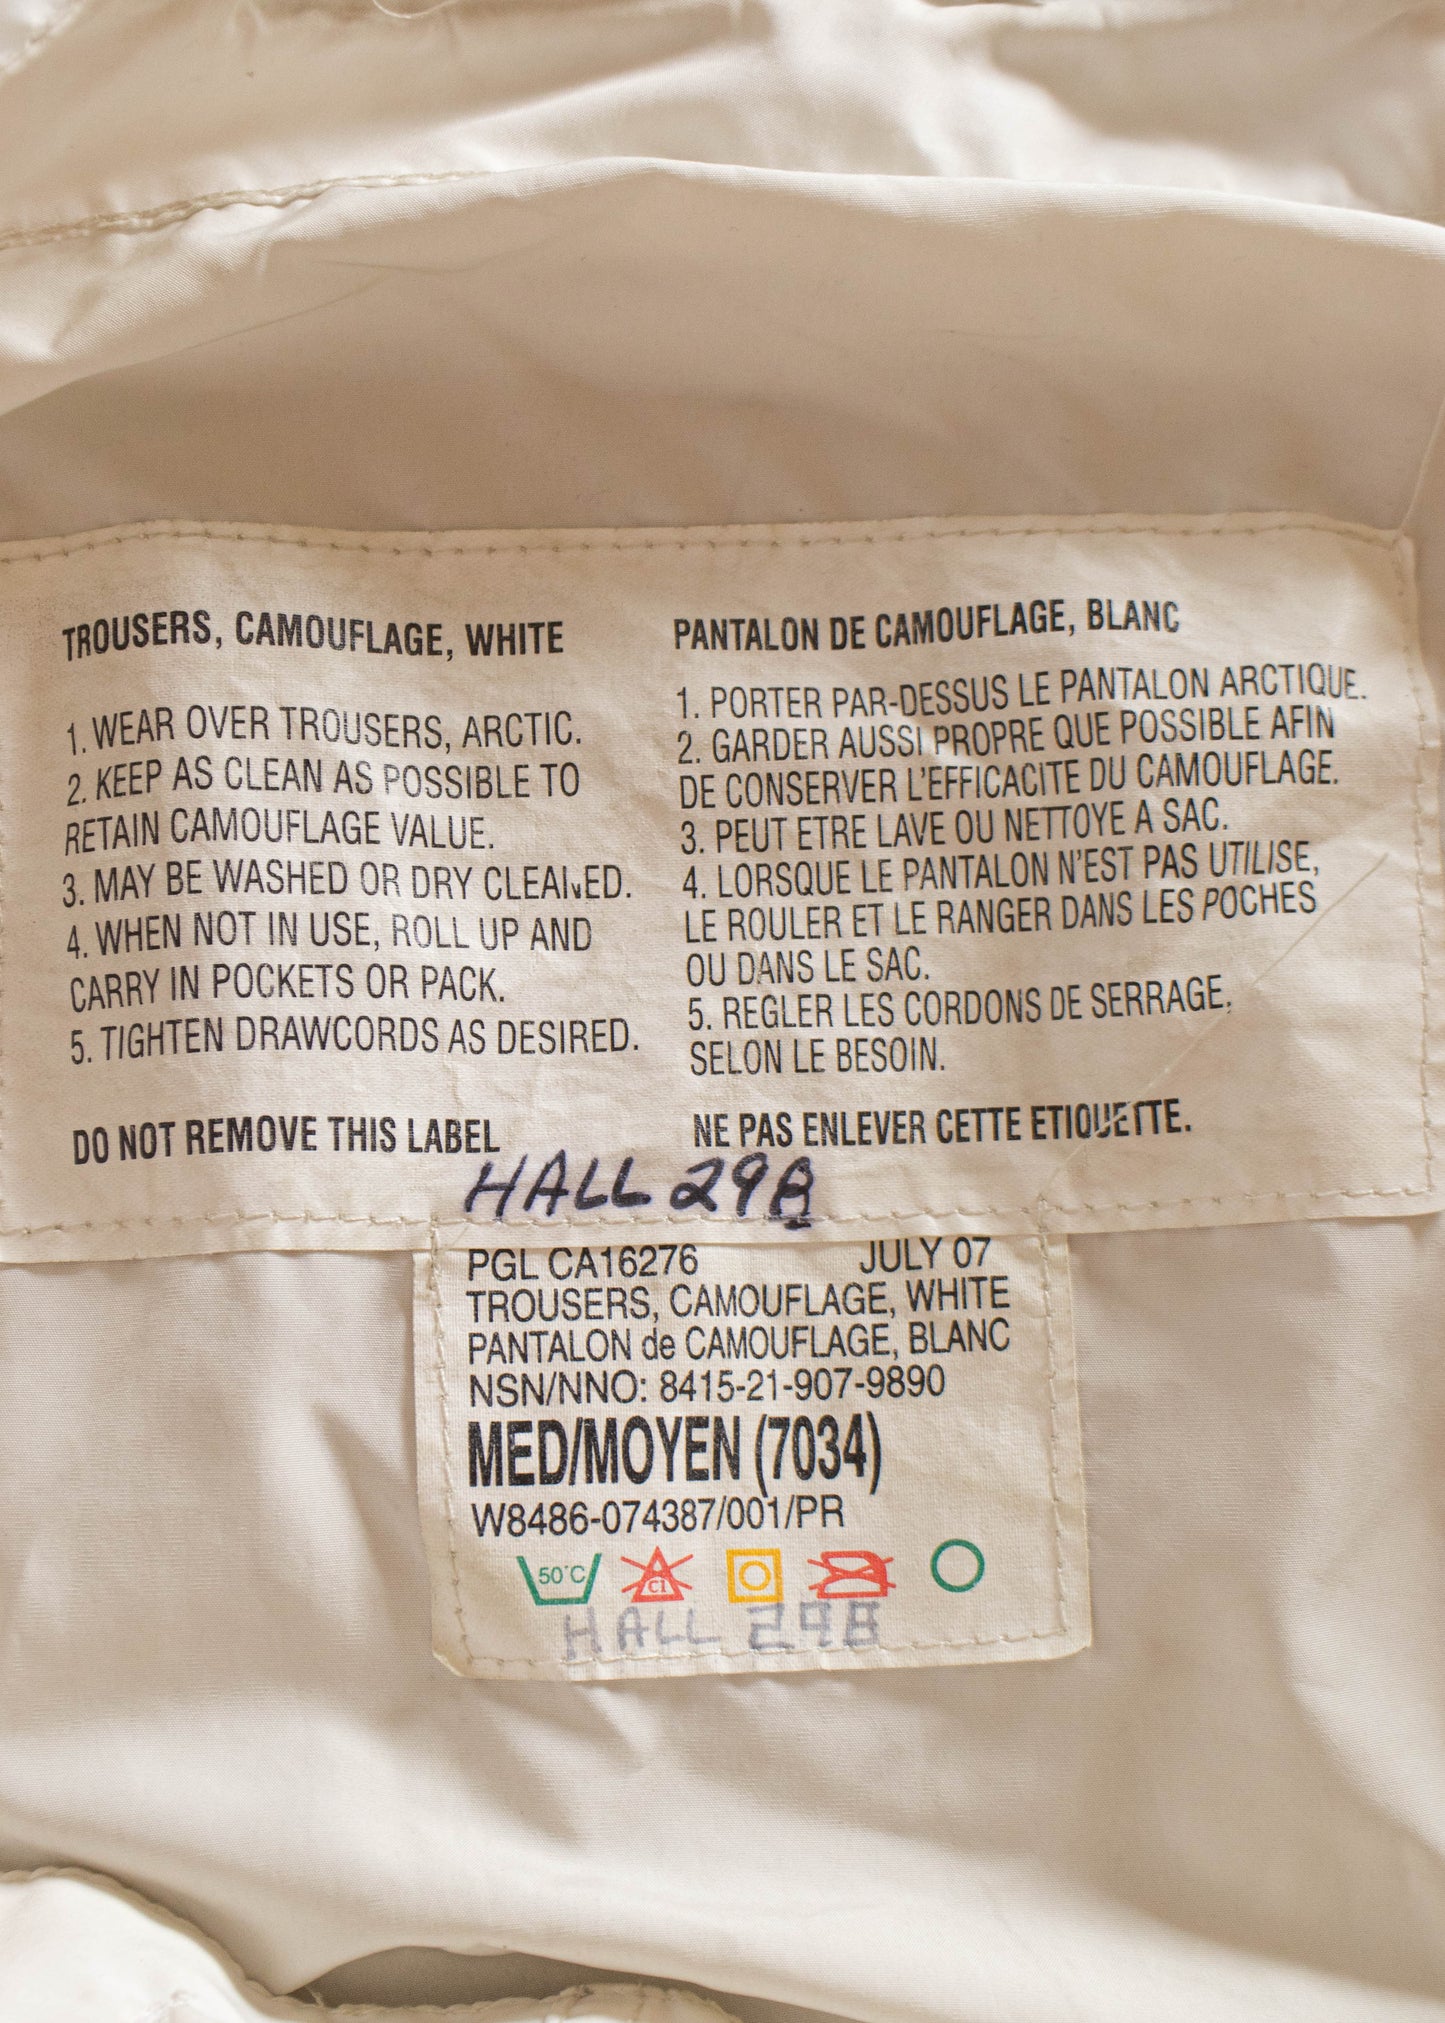 TROUSERS, CAMOUFLAGE, WHITE
1. WEAR OVER TROUSERS, ARCTIC.
2. KEEP AS CLEAN AS POSSIBLE TO
RETAIN CAMOUFLAGE VALUE.
3. MAY BE WASHED OR DRY CLEANED.
4. WHEN NOT IN USE, ROLL UP AND
CARRY IN POCKETS OR PACK.
5. TIGHTEN DRAWCORDS AS DESIRED.
DO NOT REMOVE THIS LABEL
PANTALON DE CAMOUFLAGE, BLANC
1. PORTER PAR-DESSUS LE PANTALON ARCTIQUE.
2. GARDER AUSSI PROPRE QUE POSSIBLE AFIN
DE CONSERVER L'EFFICACITE DU CAMOUFLAGE.
3. PEUT ETRE LAVE OU NETTOYE A SAC.
4. LORSQUE LE PANTALON N'EST PAS UTILISE,
LE ROULER ET LE RANGER DANS LES POCHES
OU DANS LE SAC.
5. REGLER LES CORDONS DE SERRAGE,
SELON LE BESOIN.
NE PAS ENLEVER CETTE ETIQUETTE.
HALL 29B
PGL CA16276 JULY 07
TROUSERS, CAMOUFLAGE, WHITE
PANTALON de CAMOUFLAGE, BLANC
NSN/NNO: 8415-21-907-9890
MED/MOYEN (7034)
W8486-074387/001/PR
50°C Cl
HALL 29B